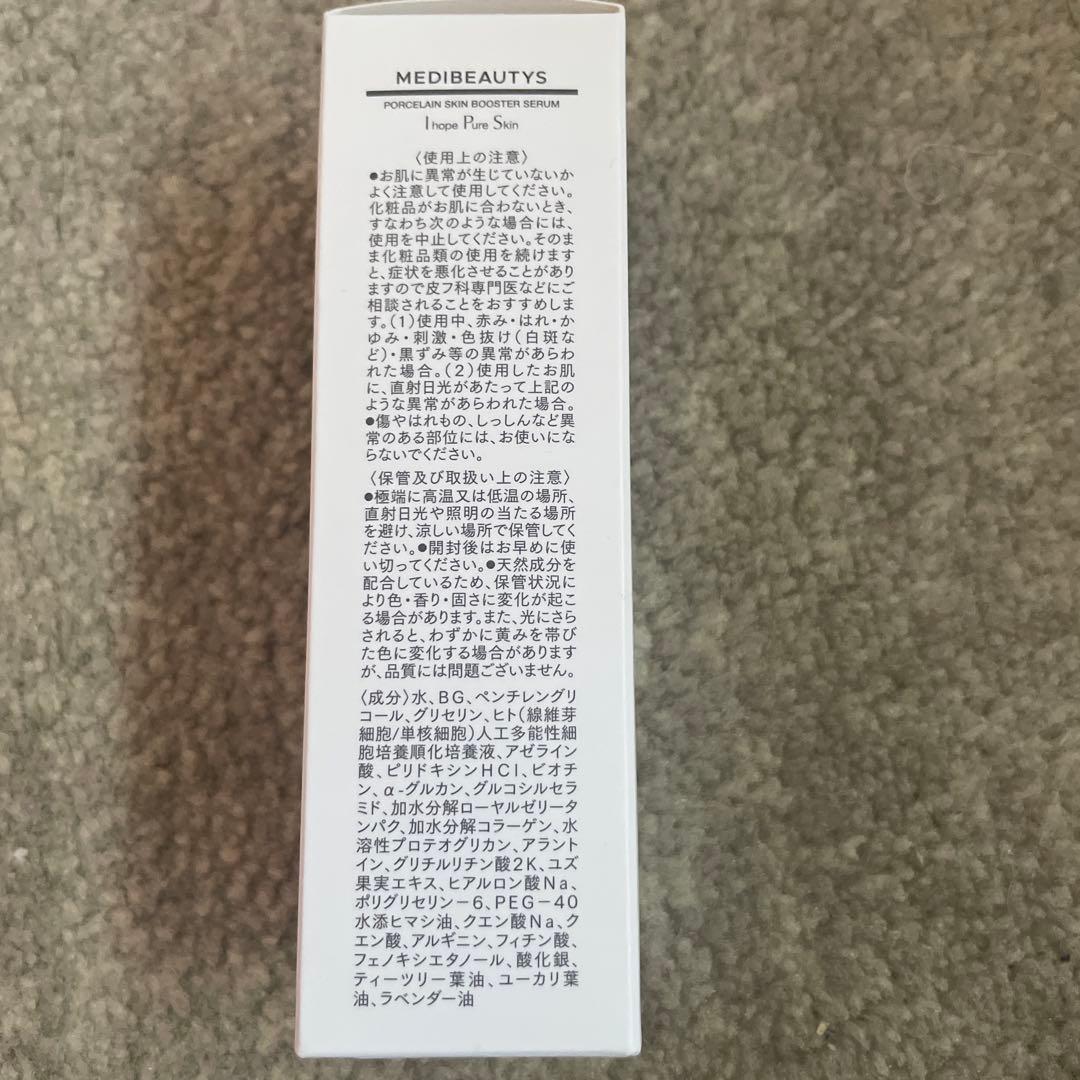 MEDIBEAUTYS
PORCELAIN SKIN BOOSTER SERUM
I hope Pure Skin
〈使用上の注意〉
●お肌に異常が生じていないか
よく注意して使用してください。
化粧品がお肌に合わないとき、
すなわち次のような場合には、
使用を中止してください。そのま
ま化粧品類の使用を続けます
と、症状を悪化させることがあり
ますので皮フ科専門医などにご
相談されることをおすすめしま
す。(1)使用中、赤み・はれ・か
ゆみ・刺激・色抜け(白斑な
ど)・黒ずみ等の異常があらわ
れた場合。(2)使用したお肌
に、直射日光があたって上記の
ような異常があらわれた場合。
●傷やはれもの、しっしんなど異
常のある部位には、お使いにな
らないでください。
〈保管及び取扱い上の注意〉
●極端に高温又は低温の場所、
直射日光や照明の当たる場所
を避け、涼しい場所で保管してく
ださい。●開封後はお早めに使
い切ってください。●天然成分を
配合しているため、保管状況に
より色・香り・固さに変化が起こ
る場合があります。また、光にさら
されると、わずかに黄みを帯び
た色に変化する場合があります
が、品質には問題ございません。
〈成分〉水、BG、ペンチレングリ
コール、グリセリン、ヒト(線維芽
細胞/単核細胞)人工多能性細
胞培養順化培養液、アゼライン
酸、ピリドキシンHCl、ビオチ
ン、α-グルカン、グルコシルセラ
ミド、加水分解ローヤルゼリータ
ンパク、加水分解コラーゲン、水
溶性プロテオグリカン、アラント
イン、グリチルリチン酸2K、ユズ
果実エキス、ヒアルロン酸Na、
ポリグリセリン-6、PEG-40
水添ヒマシ油、クエン酸Na、ク
エン酸、アルギニン、フィチン酸、
フェノキシエタノール、酸化銀、
ティーツリー葉油、ユーカリ葉
油、ラベンダー油